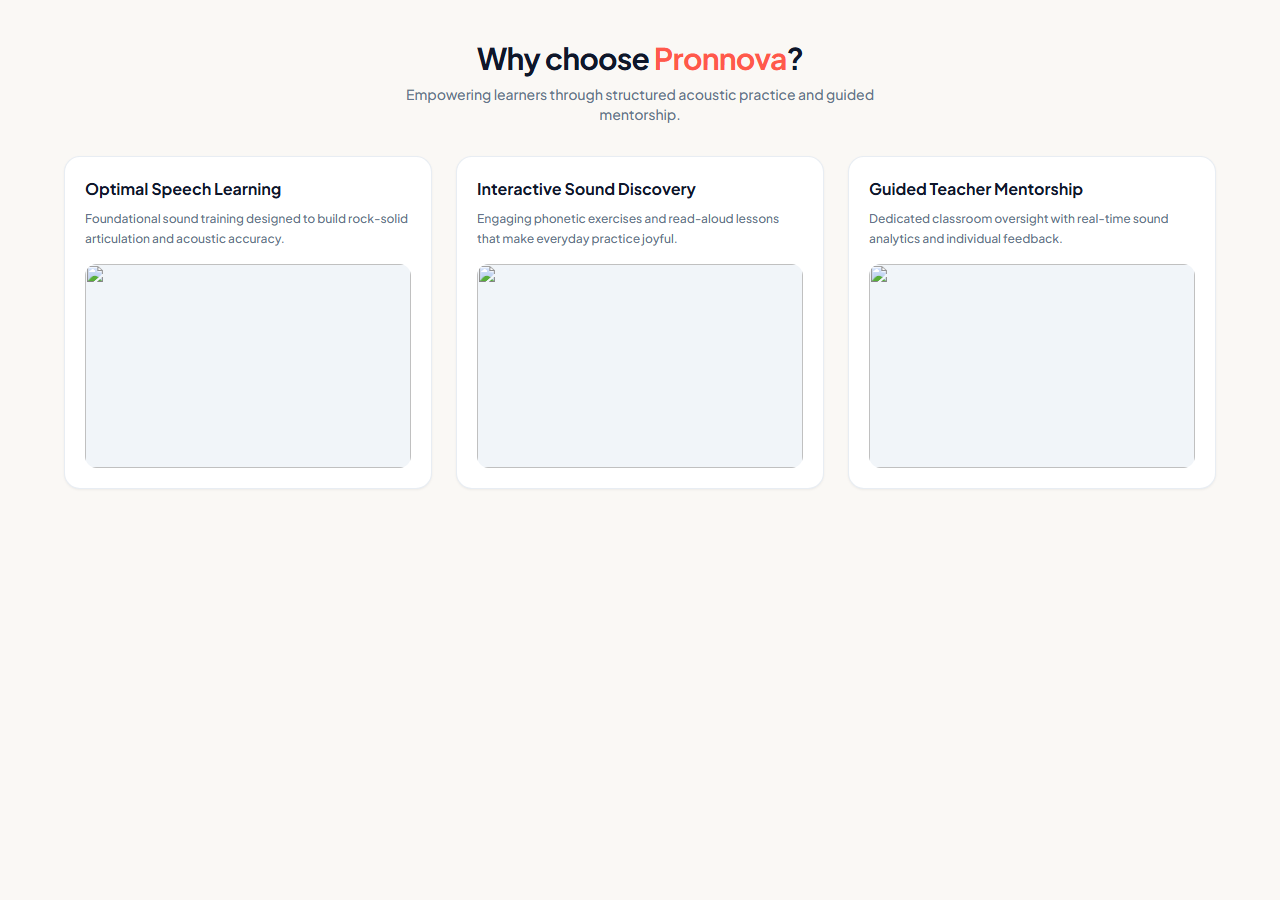 Why choose Pronnova?
Empowering learners through structured acoustic practice and guided
mentorship.
Optimal Speech Learning
Foundational sound training designed to build rock-solid
articulation and acoustic accuracy.
Interactive Sound Discovery
Engaging phonetic exercises and read-aloud lessons
that make everyday practice joyful.
Guided Teacher Mentorship
Dedicated classroom oversight with real-time sound
analytics and individual feedback.